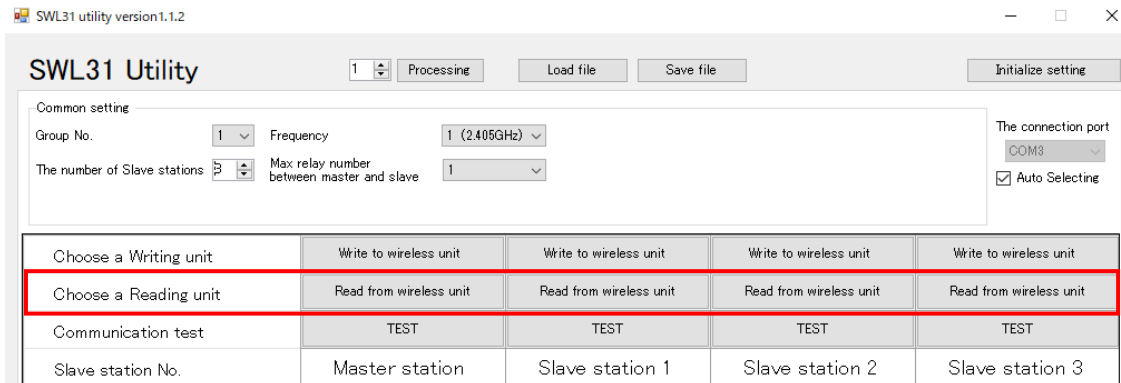 SWL31 utility version1.1.2
SWL31 Utility 1 Processing Load file Save file Initialize setting
Common setting
Group No. 1 Frequency 1 (2.405GHz)
The number of Slave stations 3 Max relay number between master and slave 1
The connection port
COM3
Auto Selecting
Choose a Writing unit Write to wireless unit Write to wireless unit Write to wireless unit Write to wireless unit
Choose a Reading unit Read from wireless unit Read from wireless unit Read from wireless unit Read from wireless unit
Communication test TEST TEST TEST TEST
Slave station No. Master station Slave station 1 Slave station 2 Slave station 3